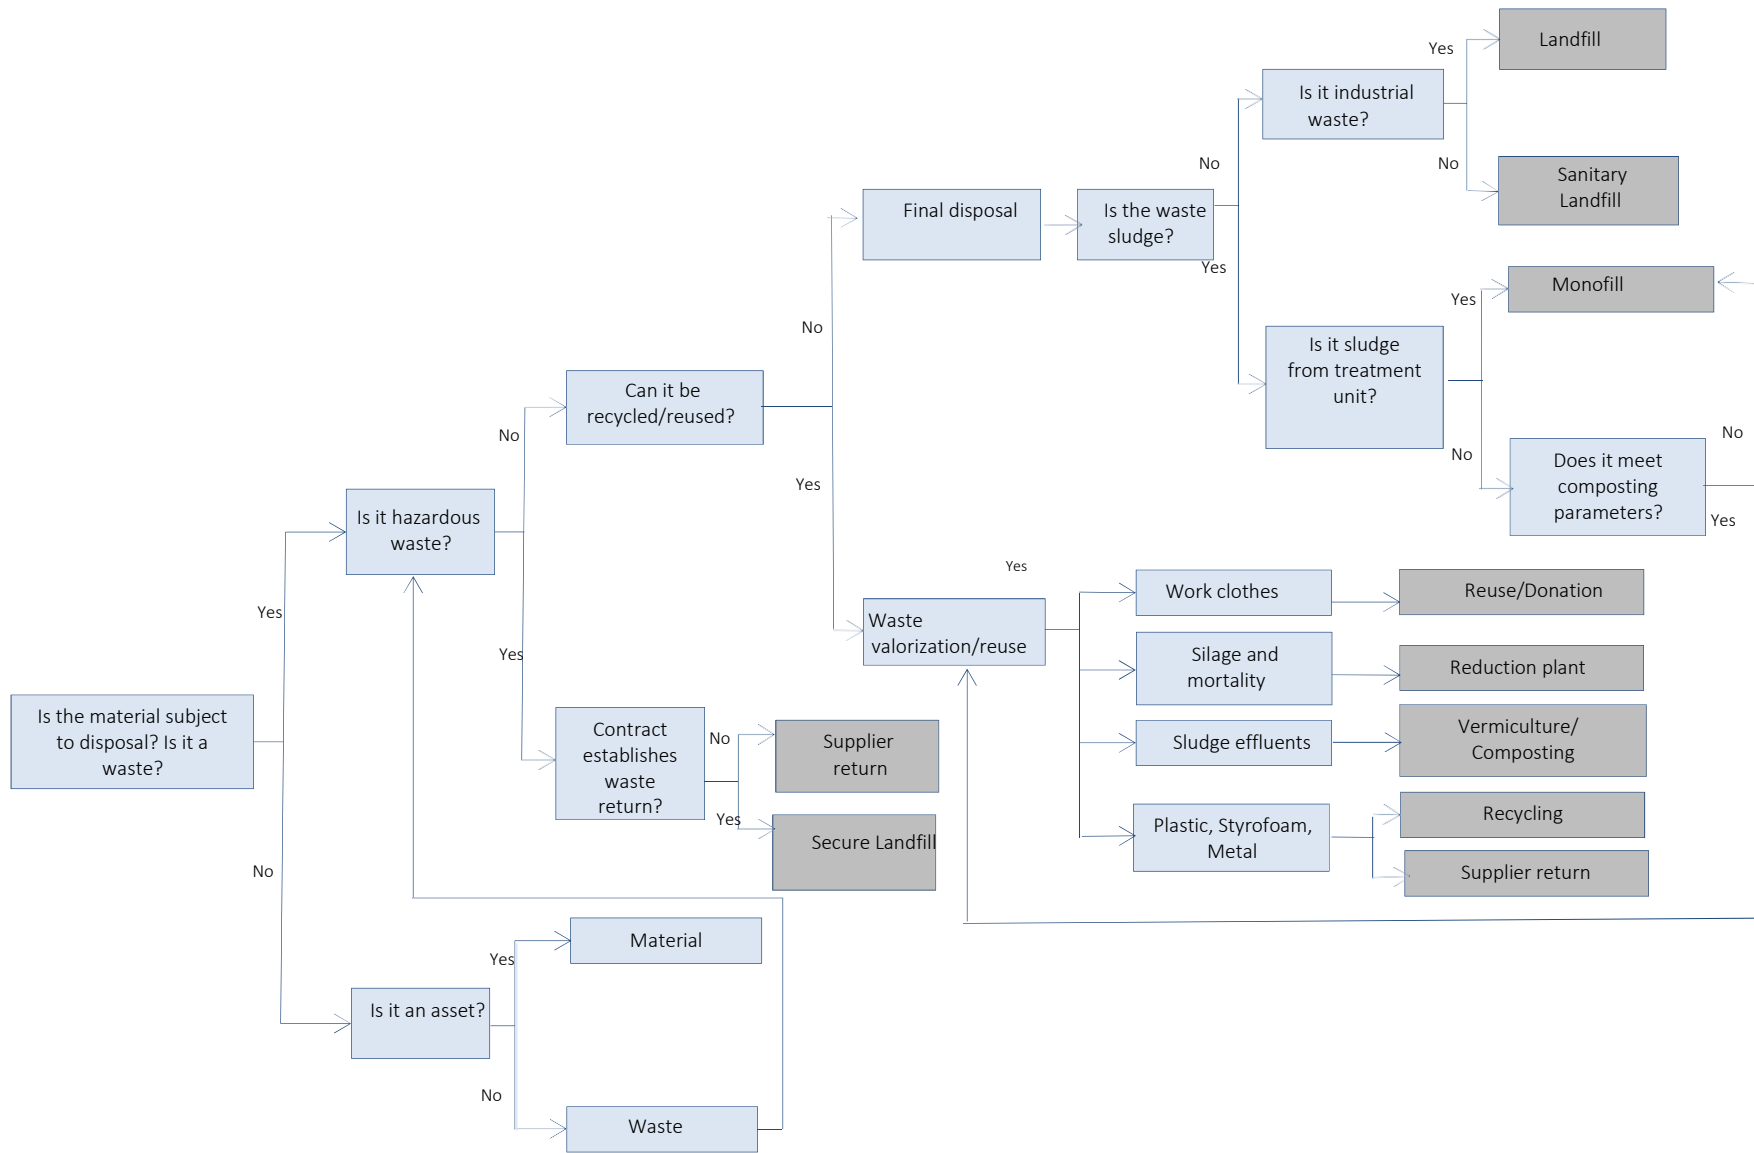 Landfill
Yes
Is it industrial
waste?
No
No
Sanitary
Landfill
Final disposal
Is the waste
sludge?
Yes
Yes
Monofill
No
Is it sludge
from treatment
unit?
Can it be
recycled/reused?
No
No
No
Does it meet
composting
parameters?
Yes
Yes
Is it hazardous
waste?
Yes
Work clothes
Reuse/Donation
Yes
Waste
valorization/reuse
Yes
Silage and
mortality
Reduction plant
Is the material subject
to disposal? Is it a
waste?
Contract
establishes
waste
return?
No
Supplier
return
Sludge effluents
Vermiculture/
Composting
Yes
Secure Landfill
Plastic, Styrofoam,
Metal
Recycling
Supplier return
No
Material
Yes
Is it an asset?
No
Waste